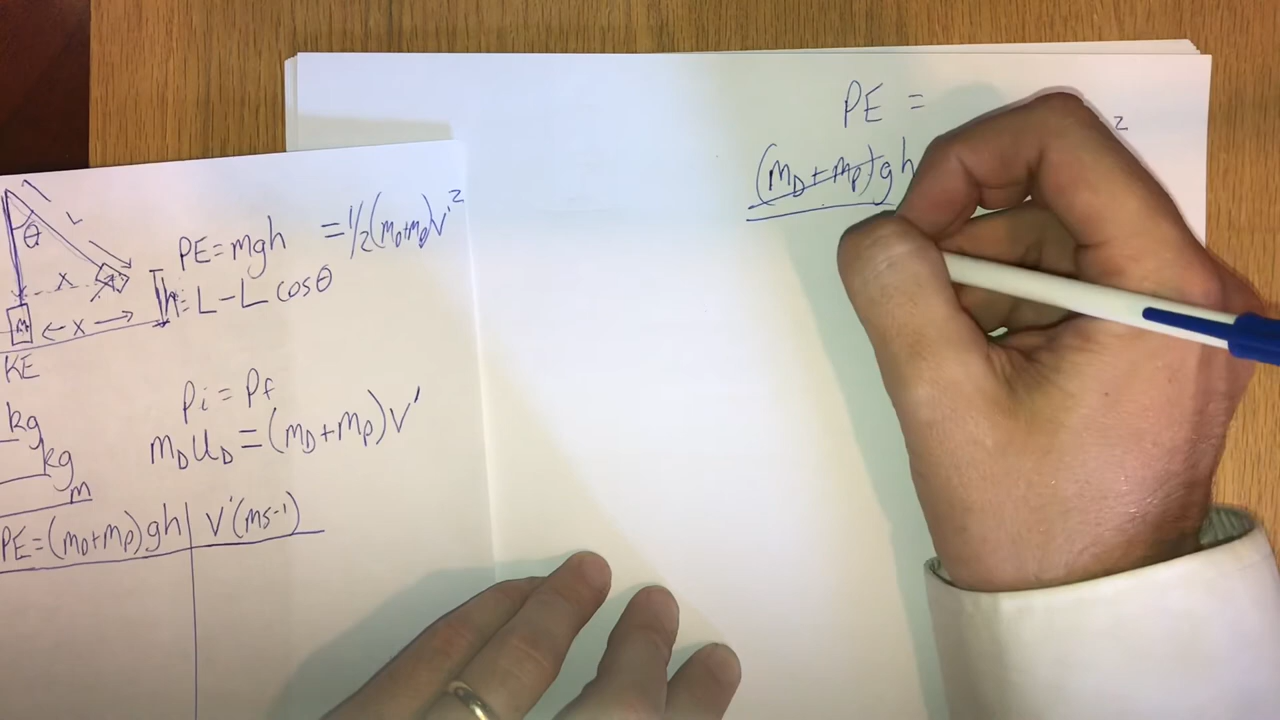 L
θ
x
h
m
← x →
PE = mgh = 1/2 (mD+mP)v'²
h = L - L cosθ
KE
kg
kg
m
Pi = Pf
mDUD = (mD+mP)v'
PE = (mD+mP)gh | v'(ms-1)
PE =
(mD+mP)gh
2